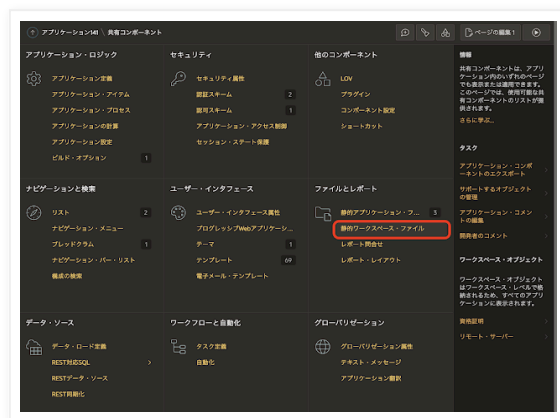 アプリケーション141 \ 共有コンポーネント
ページの編集1
アプリケーション・ロジック
アプリケーション定義
アプリケーション・アイテム
アプリケーション・プロセス
アプリケーションの計算
アプリケーション設定
ビルド・オプション 1
セキュリティ
セキュリティ属性
認証スキーム 2
認可スキーム 1
アプリケーション・アクセス制御
セッション・ステート保護
他のコンポーネント
LOV
プラグイン
コンポーネント設定
ショートカット
ナビゲーションと検索
リスト 2
ナビゲーション・メニュー
ブレッドクラム 1
ナビゲーション・バー・リスト
構成の検索
ユーザー・インタフェース
ユーザー・インタフェース属性
プログレッシブWebアプリケーシ...
テーマ 1
テンプレート 69
電子メール・テンプレート
ファイルとレポート
静的アプリケーション・フ... 3
静的ワークスペース・ファイル
レポート問合せ
レポート・レイアウト
データ・ソース
データ・ロード定義
REST対応SQL
RESTデータ・ソース
REST同期化
ワークフローと自動化
タスク定義
自動化
グローバリゼーション
グローバリゼーション属性
テキスト・メッセージ
アプリケーション翻訳
情報
共有コンポーネントは、アプリ
ケーション内のいずれのページ
でも表示または適用できます。
このページでは、使用可能な共
有コンポーネントのリストが提
供されます。
さらに学ぶ...
タスク
アプリケーション・コンポ
ーネントのエクスポート
サポートするオブジェクト
の管理
アプリケーション・コメン
トの編集
開発者のコメント
ワークスペース・オブジェクト
ワークスペース・オブジェクト
はワークスペース・レベルで格
納されるため、すべてのアプリ
ケーションに表示されます。
資格証明
リモート・サーバー